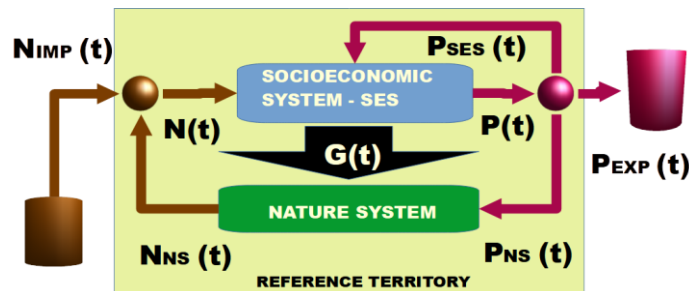 NIMP (t)
PSES (t)
SOCIOECONOMIC
SYSTEM - SES
N(t)
P(t)
G(t)
PEXP (t)
NATURE SYSTEM
NNS (t)
PNS (t)
REFERENCE TERRITORY